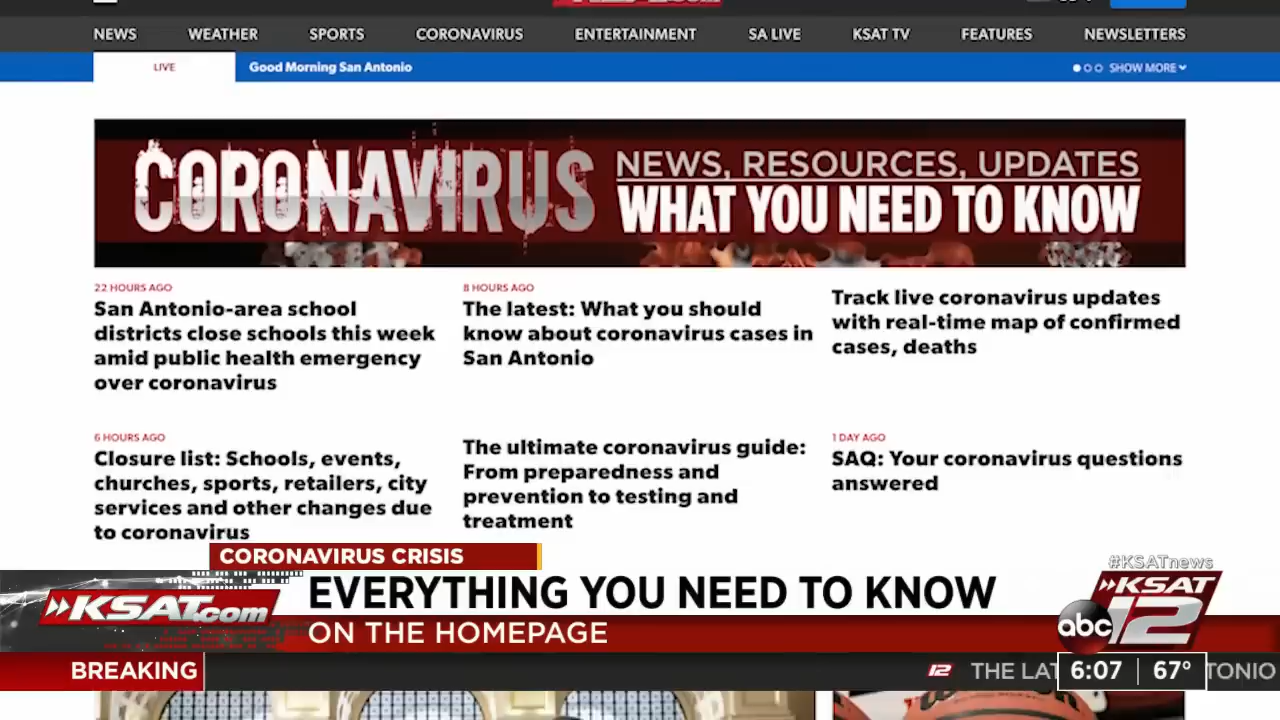 NEWS WEATHER SPORTS CORONAVIRUS ENTERTAINMENT SA LIVE KSAT TV FEATURES NEWSLETTERS
LIVE Good Morning San Antonio SHOW MORE
CORONAVIRUS
NEWS, RESOURCES, UPDATES
WHAT YOU NEED TO KNOW
22 HOURS AGO
San Antonio-area school
districts close schools this week
amid public health emergency
over coronavirus
8 HOURS AGO
The latest: What you should
know about coronavirus cases in
San Antonio
Track live coronavirus updates
with real-time map of confirmed
cases, deaths
6 HOURS AGO
Closure list: Schools, events,
churches, sports, retailers, city
services and other changes due
to coronavirus
The ultimate coronavirus guide:
From preparedness and
prevention to testing and
treatment
1 DAY AGO
SAQ: Your coronavirus questions
answered
CORONAVIRUS CRISIS
KSAT.com
EVERYTHING YOU NEED TO KNOW
ON THE HOMEPAGE
#KSATnews
KSAT
abc 12
BREAKING
12 THE LAT 6:07 67° TONIO